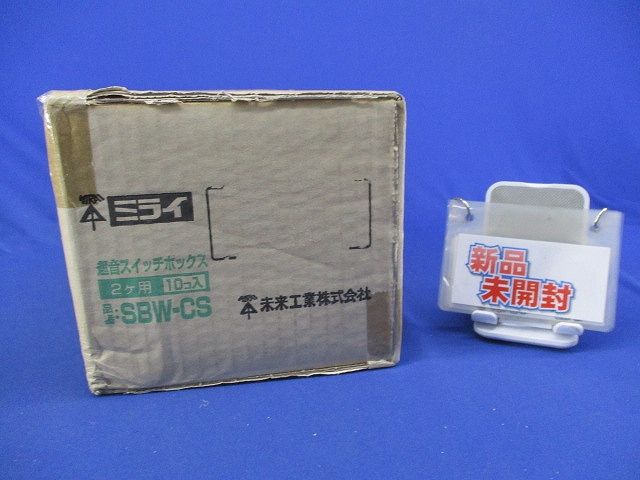 ミライ
遮音スイッチボックス
2ヶ用 10コ入
品番: SBW-CS
未来工業株式会社
新品
未開封